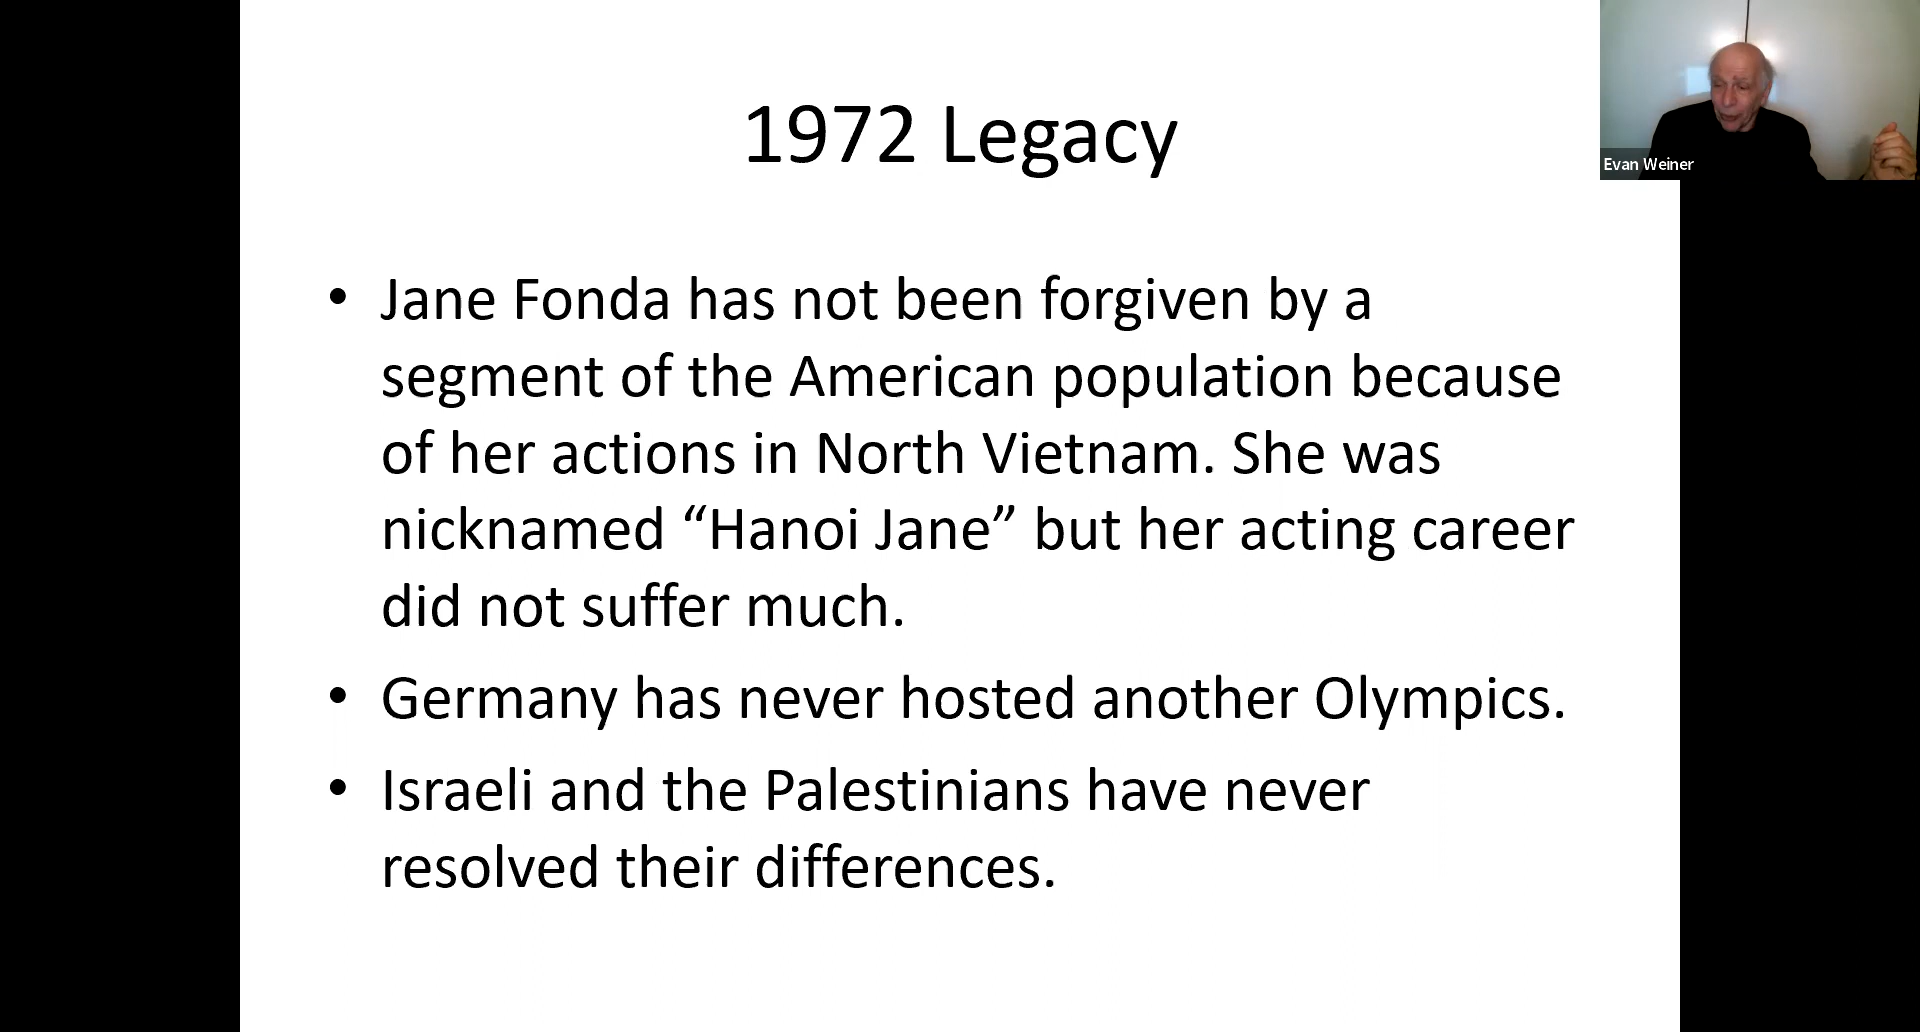 1972 Legacy
Evan Weiner
• Jane Fonda has not been forgiven by a
segment of the American population because
of her actions in North Vietnam. She was
nicknamed “Hanoi Jane” but her acting career
did not suffer much.
• Germany has never hosted another Olympics.
• Israeli and the Palestinians have never
resolved their differences.